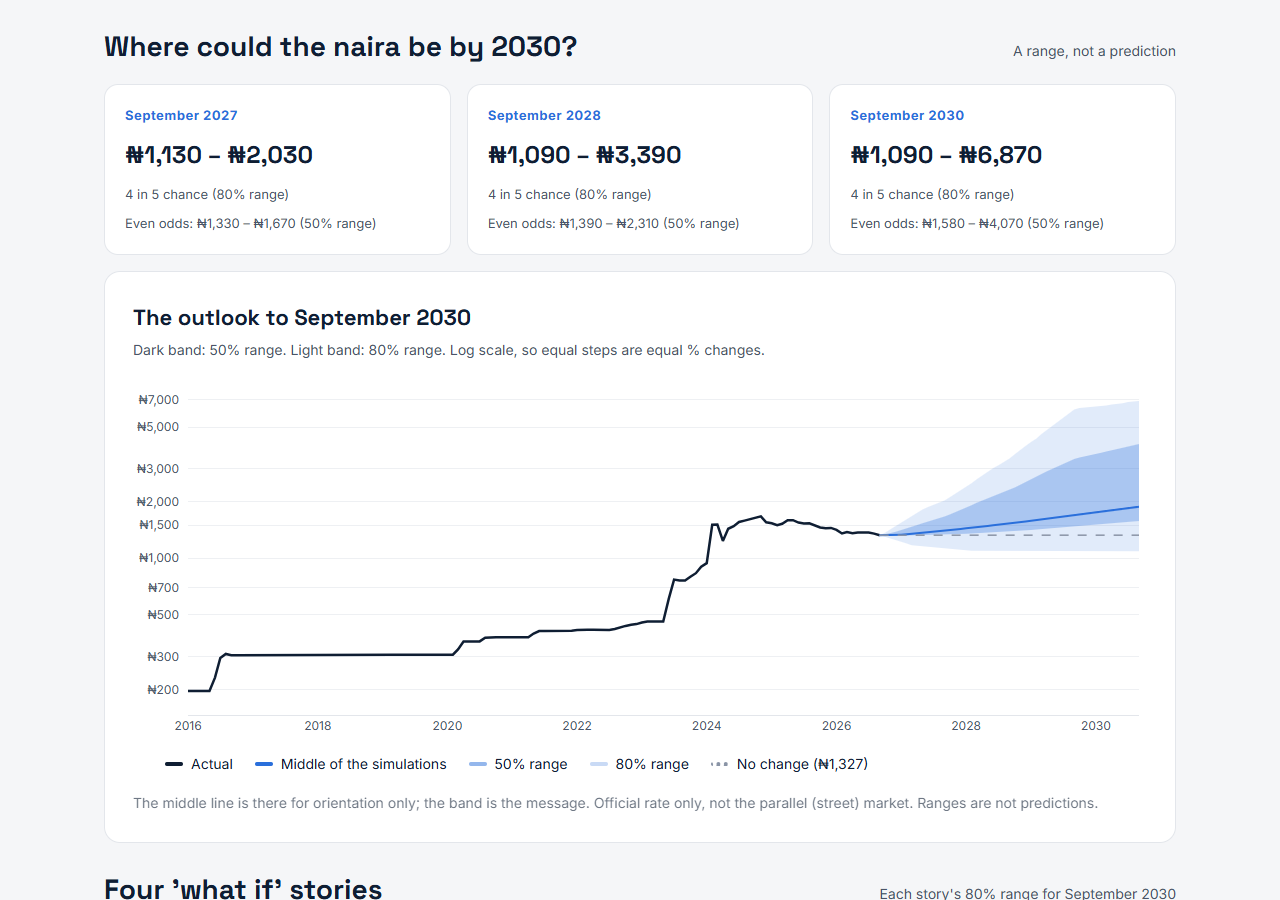 Where could the naira be by 2030?
A range, not a prediction
September 2027
₦1,130 – ₦2,030
4 in 5 chance (80% range)
Even odds: ₦1,330 – ₦1,670 (50% range)
September 2028
₦1,090 – ₦3,390
4 in 5 chance (80% range)
Even odds: ₦1,390 – ₦2,310 (50% range)
September 2030
₦1,090 – ₦6,870
4 in 5 chance (80% range)
Even odds: ₦1,580 – ₦4,070 (50% range)
The outlook to September 2030
Dark band: 50% range. Light band: 80% range. Log scale, so equal steps are equal % changes.
₦7,000
₦5,000
₦3,000
₦2,000
₦1,500
₦1,000
₦700
₦500
₦300
₦200
2016 2018 2020 2022 2024 2026 2028 2030
Actual Middle of the simulations 50% range 80% range No change (₦1,327)
The middle line is there for orientation only; the band is the message. Official rate only, not the parallel (street) market. Ranges are not predictions.
Four ’what if’ stories
Each story's 80% range for September 2030